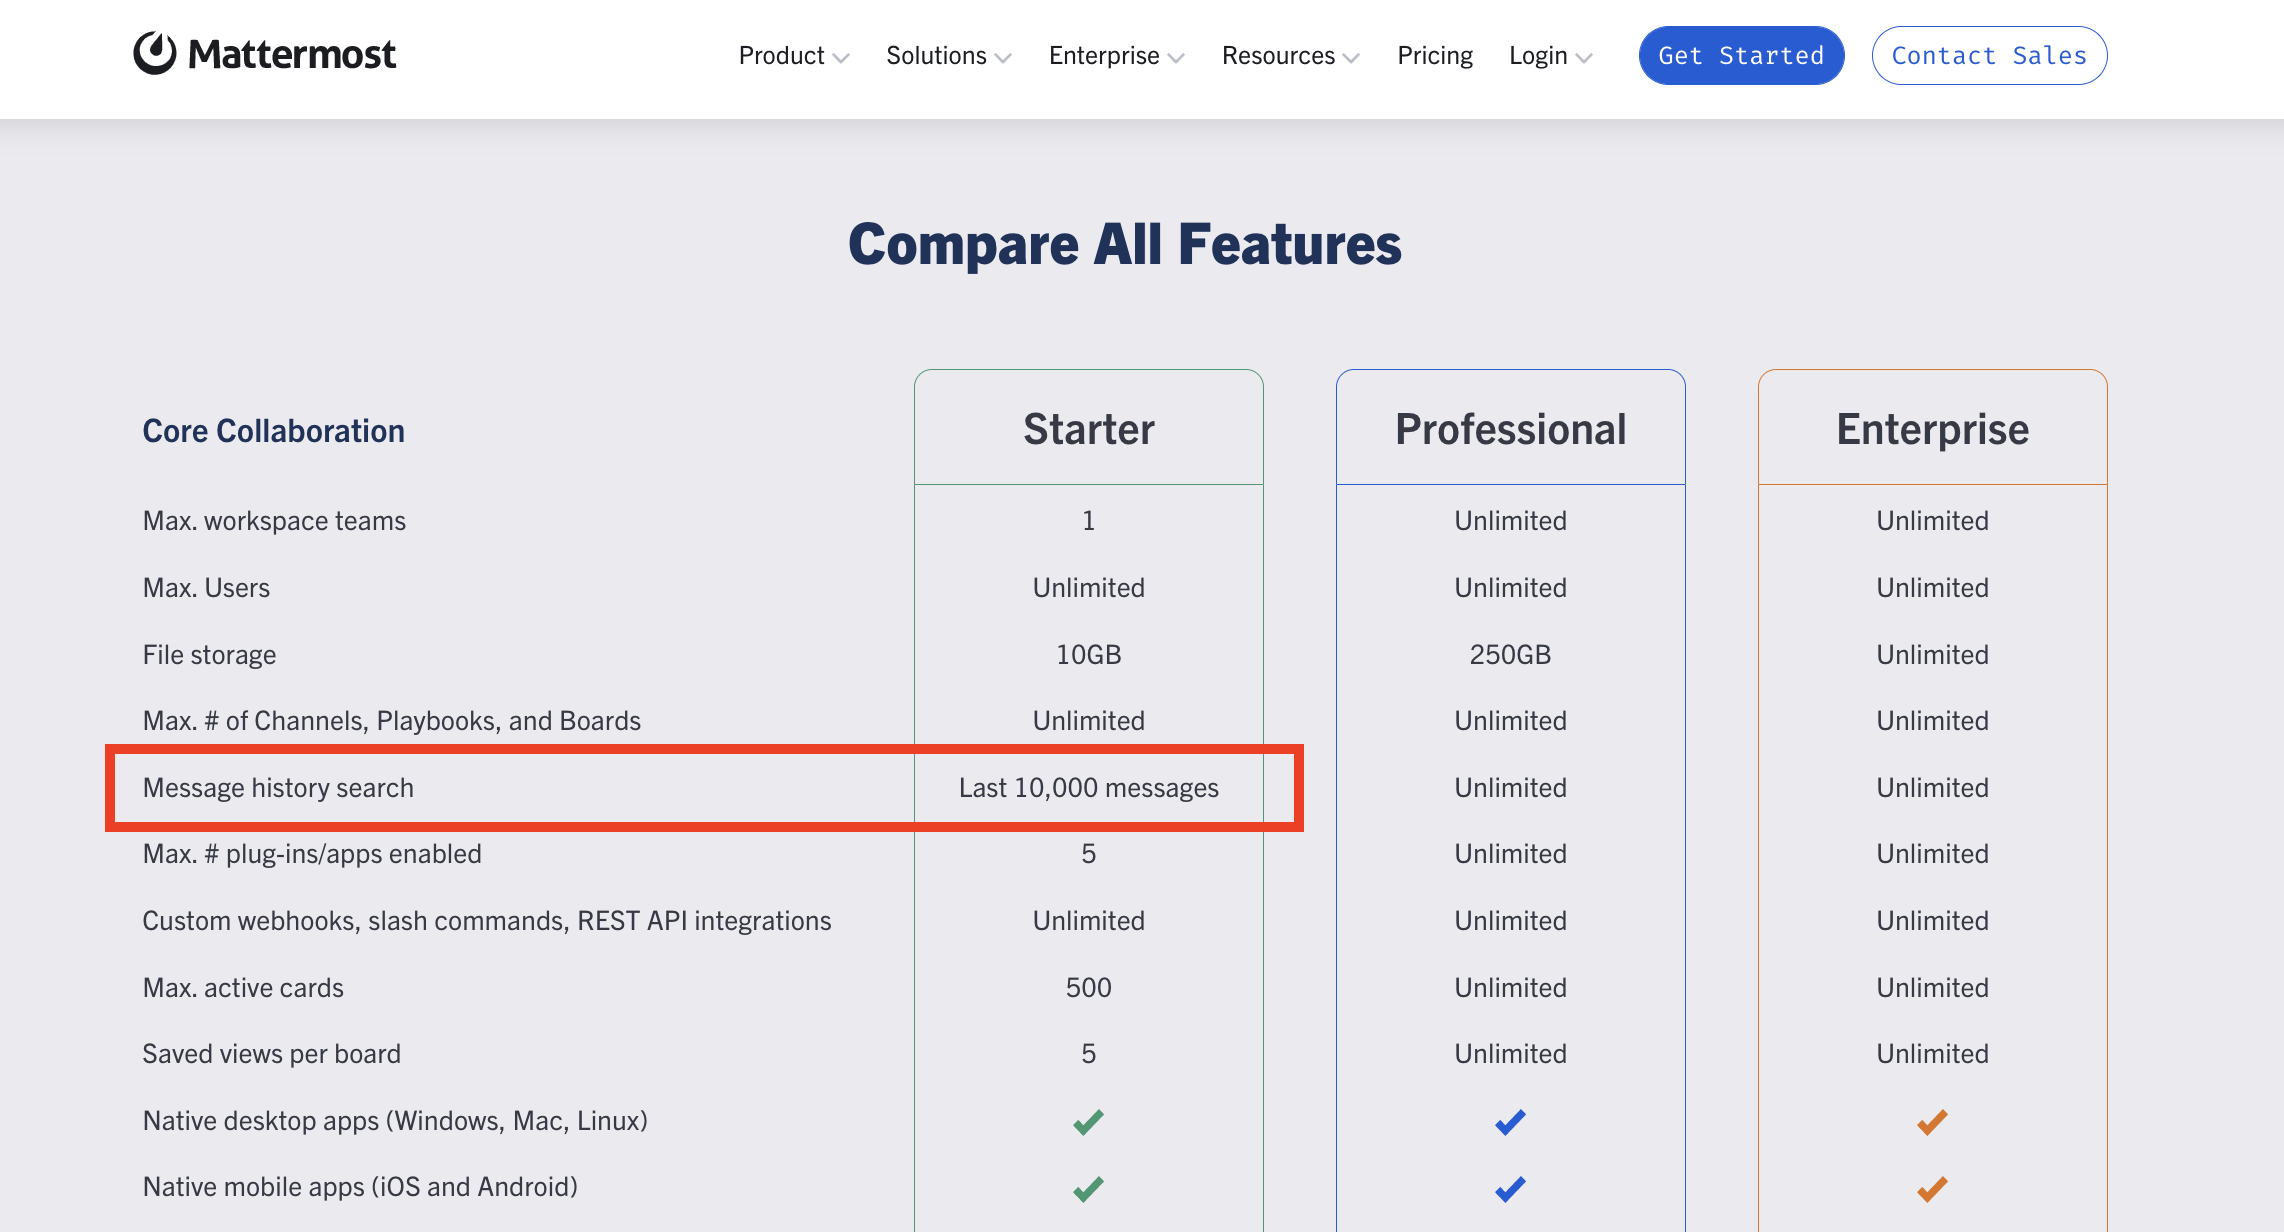 Mattermost
Product Solutions Enterprise Resources Pricing Login Get Started Contact Sales
Compare All Features
Core Collaboration Starter Professional Enterprise
Max. workspace teams 1 Unlimited Unlimited
Max. Users Unlimited Unlimited Unlimited
File storage 10GB 250GB Unlimited
Max. # of Channels, Playbooks, and Boards Unlimited Unlimited Unlimited
Message history search Last 10,000 messages Unlimited Unlimited
Max. # plug-ins/apps enabled 5 Unlimited Unlimited
Custom webhooks, slash commands, REST API integrations Unlimited Unlimited Unlimited
Max. active cards 500 Unlimited Unlimited
Saved views per board 5 Unlimited Unlimited
Native desktop apps (Windows, Mac, Linux)
Native mobile apps (iOS and Android)